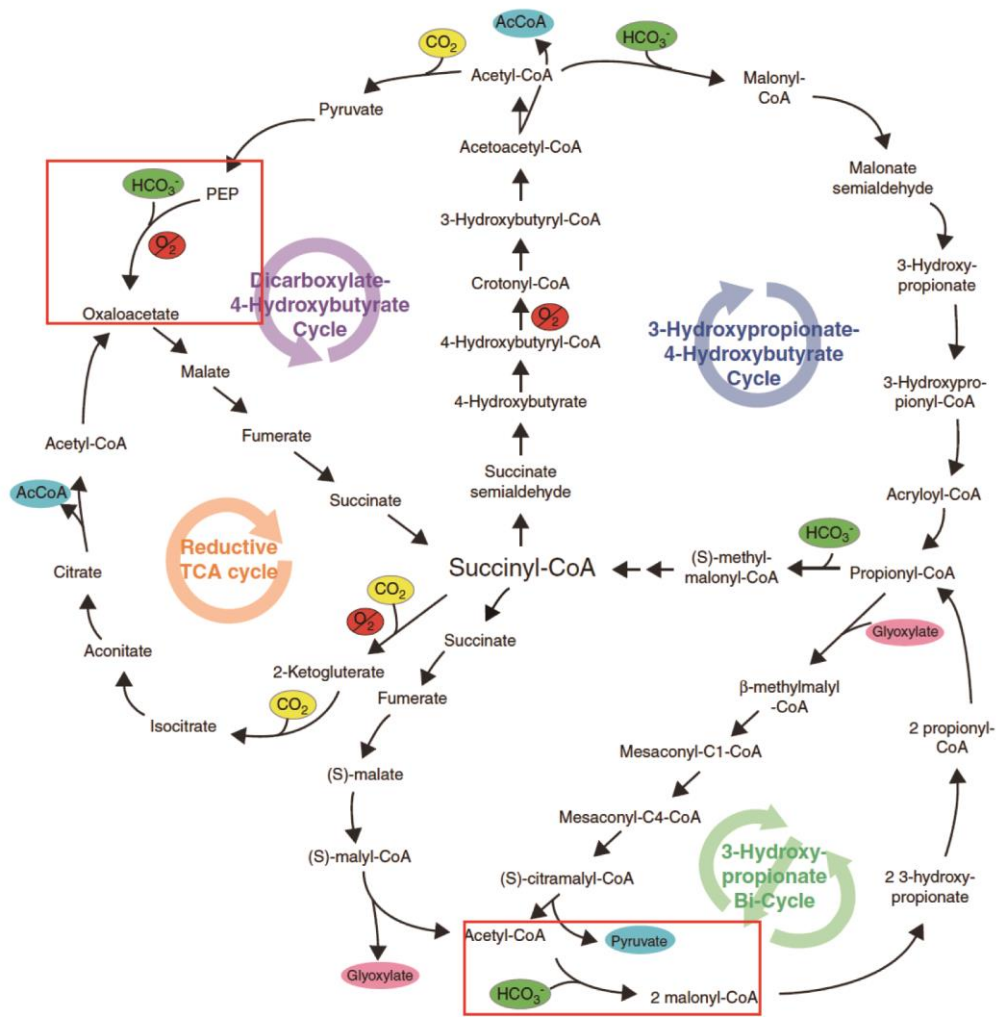 AcCoA
CO2
HCO3-
Acetyl-CoA
Malonyl-
CoA
Pyruvate
Acetoacetyl-CoA
Malonate
semialdehyde
HCO3-
PEP
3-Hydroxybutyryl-CoA
O2
3-Hydroxy-
propionate
Dicarboxylate-
4-Hydroxybutyrate
Cycle
Crotonyl-CoA
Oxaloacetate
O2
3-Hydroxypropionate-
4-Hydroxybutyrate
Cycle
4-Hydroxybutyryl-CoA
Malate
3-Hydroxypro-
pionyl-CoA
4-Hydroxybutyrate
Fumerate
Acetyl-CoA
Succinate
semialdehyde
AcCoA
Succinate
Acryloyl-CoA
Reductive
TCA cycle
HCO3-
Citrate
Succinyl-CoA
(S)-methyl-
malonyl-CoA
Propionyl-CoA
CO2
O2
Succinate
Glyoxylate
Aconitate
2-Ketogluterate
Fumerate
β-methylmalyl
-CoA
CO2
Isocitrate
2 propionyl-
CoA
Mesaconyl-C1-CoA
(S)-malate
Mesaconyl-C4-CoA
(S)-malyl-CoA
3-Hydroxy-
propionate
Bi-Cycle
(S)-citramalyl-CoA
2 3-hydroxy-
propionate
Acetyl-CoA
Pyruvate
Glyoxylate
HCO3-
2 malonyl-CoA